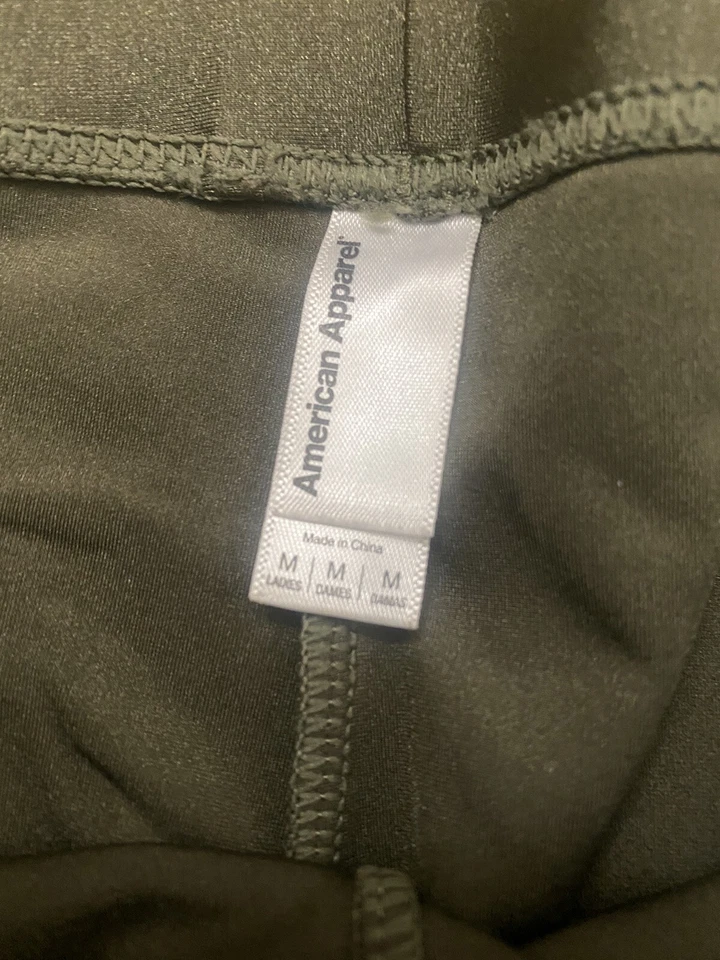 American Apparel®
Made in China
M | M | M
LADIES | DAMES | DAMAS